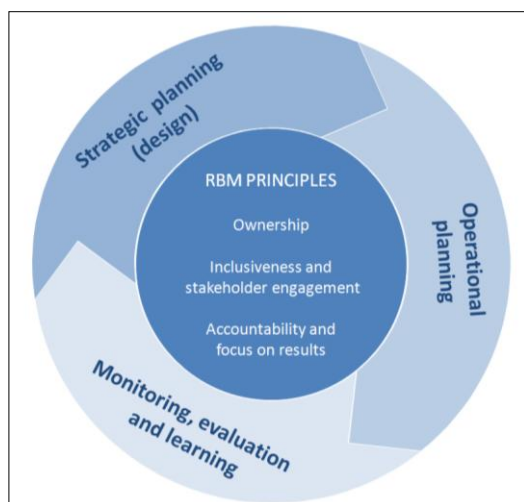 Strategic planning
(design)
Operational
planning
Monitoring, evaluation
and learning
RBM PRINCIPLES
Ownership
Inclusiveness and
stakeholder engagement
Accountability and
focus on results